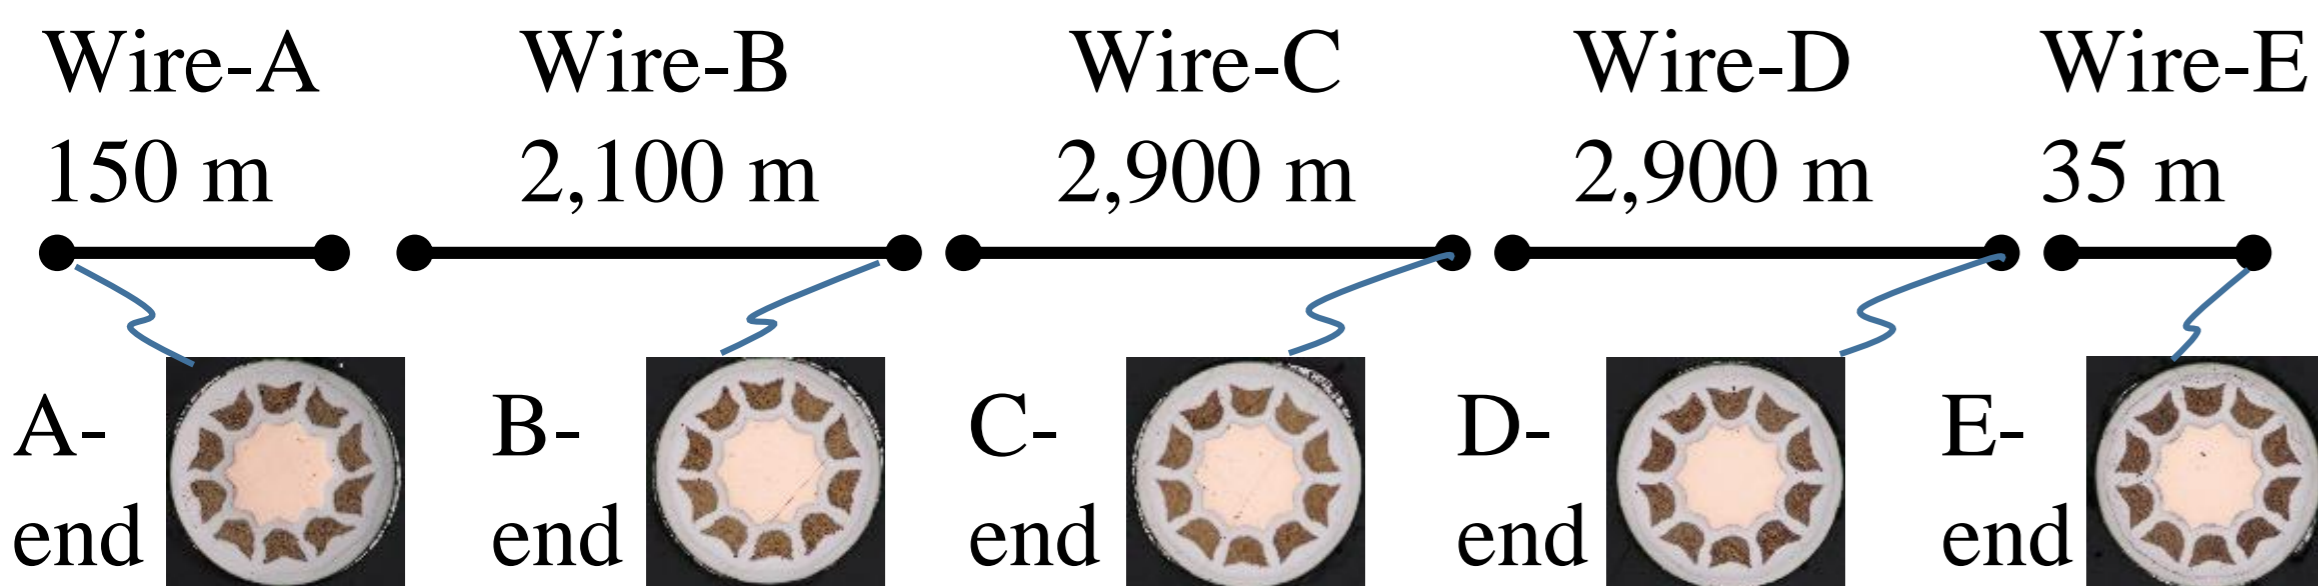 Wire-A
150 m
Wire-B
2,100 m
Wire-C
2,900 m
Wire-D
2,900 m
Wire-E
35 m
A-
end
B-
end
C-
end
D-
end
E-
end